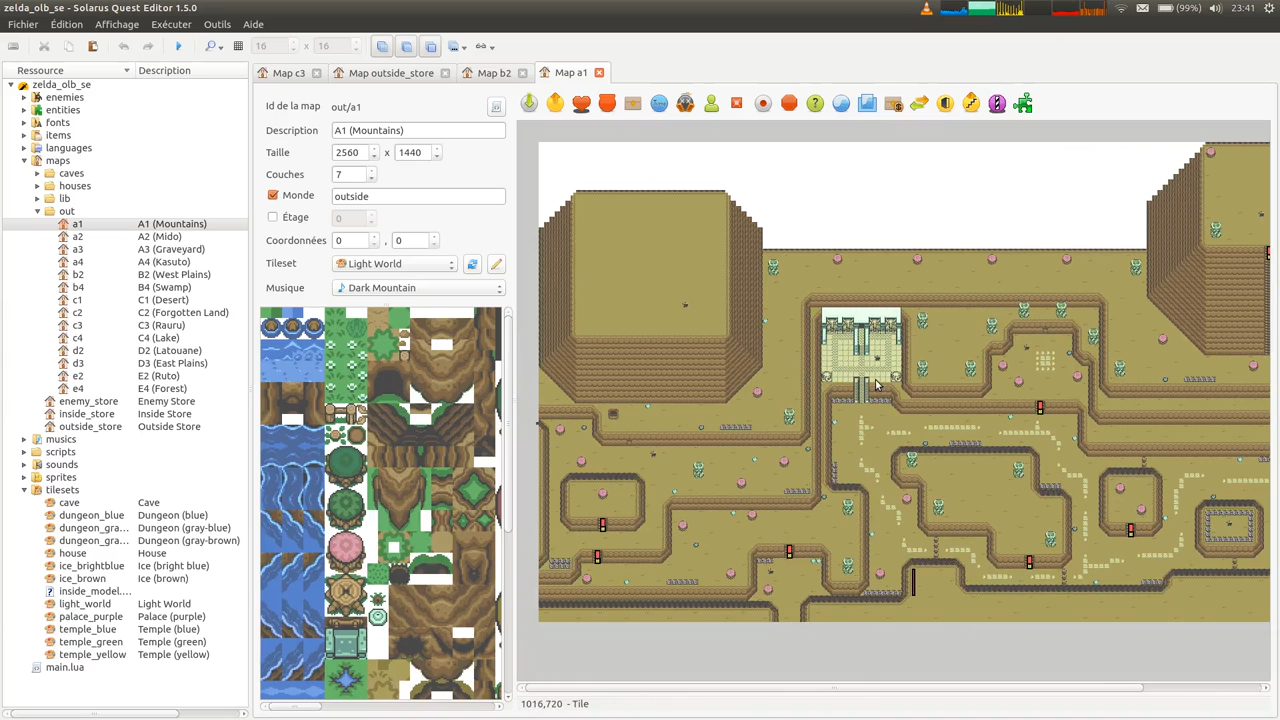 zelda_olb_se - Solarus Quest Editor 1.5.0
(99%) 23:41
Fichier Édition Affichage Exécuter Outils Aide
16 x 16
Ressource Description
zelda_olb_se
enemies
entities
fonts
items
languages
maps
caves
houses
lib
out
a1 A1 (Mountains)
a2 A2 (Mido)
a3 A3 (Graveyard)
a4 A4 (Kasuto)
b2 B2 (West Plains)
b4 B4 (Swamp)
c1 C1 (Desert)
c2 C2 (Forgotten Land)
c3 C3 (Rauru)
c4 C4 (Lake)
d2 D2 (Latouane)
d3 D3 (East Plains)
e2 E2 (Ruto)
e4 E4 (Forest)
enemy_store Enemy Store
inside_store Inside Store
outside_store Outside Store
musics
scripts
sounds
sprites
tilesets
cave Cave
dungeon_blue Dungeon (blue)
dungeon_gra... Dungeon (gray-blue)
dungeon_gra... Dungeon (gray-brown)
house House
ice_brightblue Ice (bright blue)
ice_brown Ice (brown)
inside_model....
light_world Light World
palace_purple Palace (purple)
temple_blue Temple (blue)
temple_green Temple (green)
temple_yellow Temple (yellow)
main.lua
Map c3 Map outside_store Map b2 Map a1
Id de la map out/a1
Description A1 (Mountains)
Taille 2560 x 1440
Couches 7
Monde outside
Étage 0
Coordonnées 0 , 0
Tileset Light World
Musique Dark Mountain
1016,720 - Tile